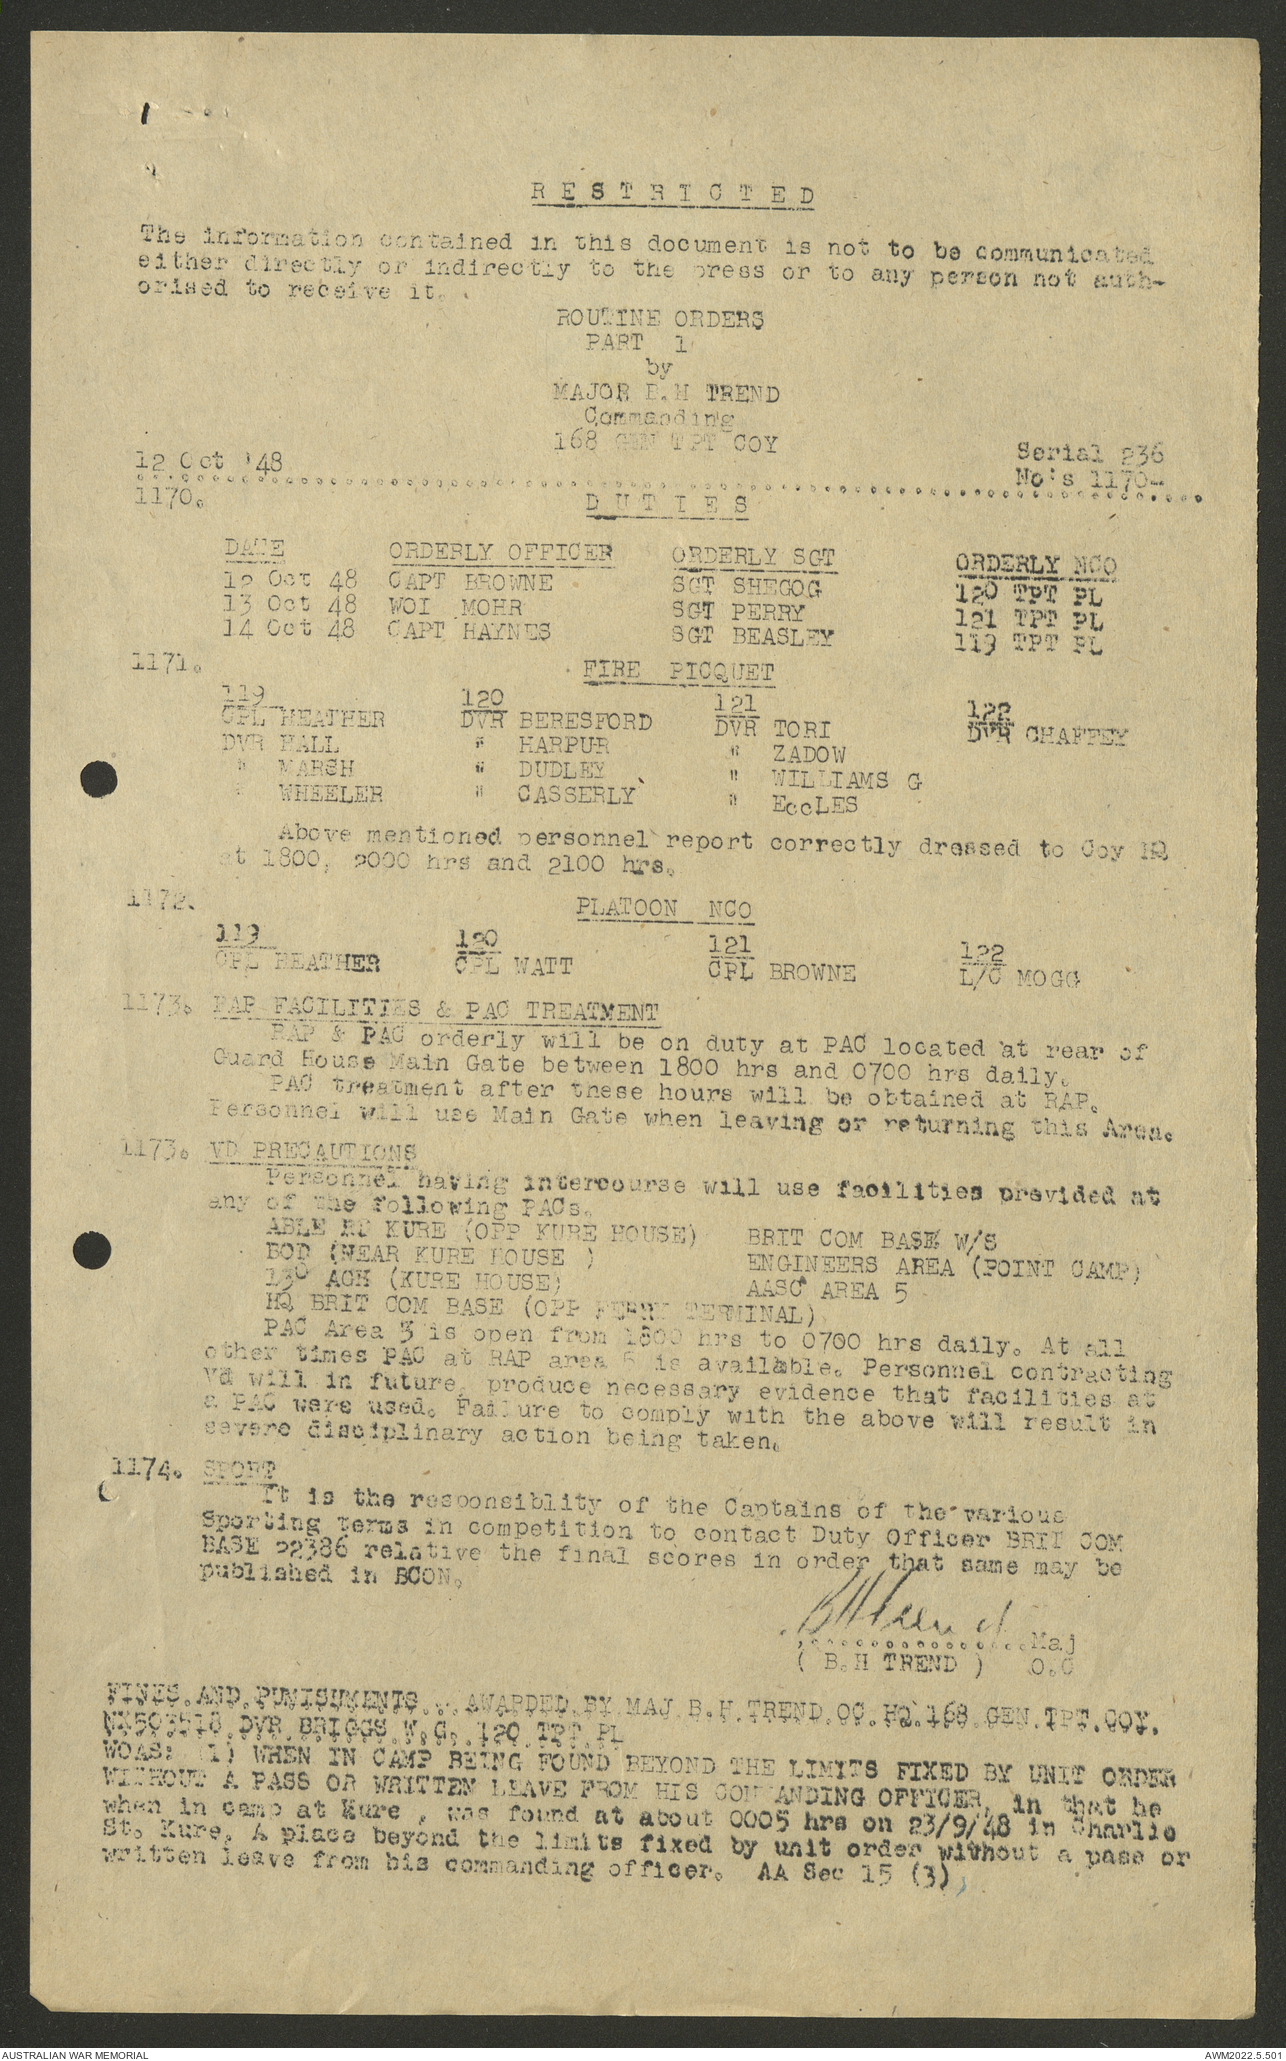 R E S T R I C T E D
The information contained in this document is not to be communicated
either directly or indirectly to the press or to any person not auth-
orised to receive it.
ROUTINE ORDERS
PART 1
by
MAJOR B.H TREND
Commanding
168 GEN TPT COY
12 Oct '48
Serial 236
No's 1170-
1170.
D U T I E S
DATE ORDERLY OFFICER ORDERLY SGT ORDERLY NCO
12 Oct 48 CAPT BROWNE SGT SHEGOG 120 TPT PL
13 Oct 48 WOI MOHR SGT PERRY 121 TPT PL
14 Oct 48 CAPT HAYNES SGT BEASLEY 119 TPT PL
1171. FIRE PICQUET
119 120 121 122
CPL HEATHER DVR BERESFORD DVR TORI DVR CHAFFEY
DVR HALL " HARPUR " ZADOW
" MARSH " DUDLEY " WILLIAMS G
" WHEELER " CASSERLY " EccLES
Above mentioned personnel report correctly dressed to Coy HQ
at 1800, 2000 hrs and 2100 hrs.
1172. PLATOON NCO
119 120 121 122
CPL HEATHER CPL WATT CPL BROWNE L/C MOGG
1173. RAP FACILITIES & PAC TREATMENT
RAP & PAC orderly will be on duty at PAC located at rear of
Guard House Main Gate between 1800 hrs and 0700 hrs daily.
PAC treatment after these hours will be obtained at RAP.
Personnel will use Main Gate when leaving or returning this Area.
1173. VD PRECAUTIONS
Personnel having intercourse will use facilities provided at
any of the following PACs.
ABLE RD KURE (OPP KURE HOUSE) BRIT COM BASE W/S
BOD (NEAR KURE HOUSE ) ENGINEERS AREA (POINT CAMP)
130 AGH (KURE HOUSE) AASC AREA 5
HQ BRIT COM BASE (OPP FERRY TERMINAL)
PAC Area 3 is open from 1800 hrs to 0700 hrs daily. At all
other times PAC at RAP area 5 is available. Personnel contracting
Vd will in future, produce necessary evidence that facilities at
a PAC were used. Failure to comply with the above will result in
severe disciplinary action being taken.
1174. SPORT
It is the responsiblity of the Captains of the various
Sporting terms in competition to contact Duty Officer BRIT COM
BASE 22386 relative the final scores in order that same may be
published in BCON.
BHTrend
Maj
( B.H TREND ) O.C
FINES AND PUNISHMENTS.. AWARDED BY MAJ B.H.TREND OC HQ 168 GEN TPT COY.
NX503518 DVR BRIGGS W.G. 120 TPT PL
WOAS: (1) WHEN IN CAMP BEING FOUND BEYOND THE LIMITS FIXED BY UNIT ORDER
WITHOUT A PASS OR WRITTEN LEAVE FROM HIS COMMANDING OFFICER, in that he
when in camp at Kure , was found at about 0005 hrs on 23/9/48 in Charlie
St. Kure, A place beyond the limits fixed by unit order without a pass or
written leave from his commanding officer. AA Sec 15 (3),
AUSTRALIAN WAR MEMORIAL
AWM2022.5.501